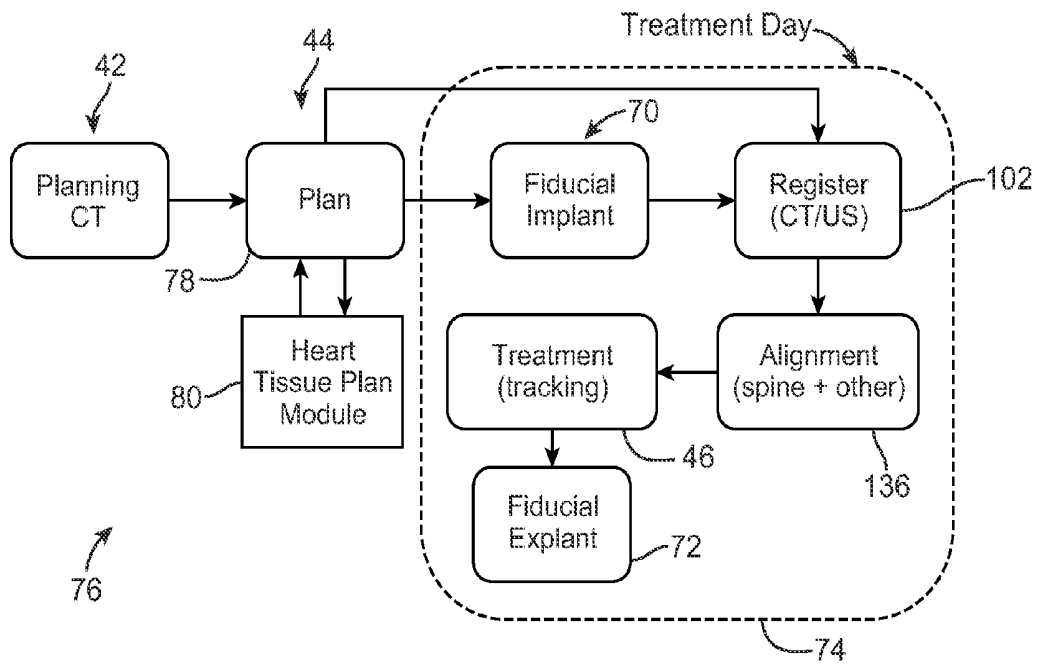 Treatment Day
42
44
70
Planning
CT
Plan
Fiducial
Implant
Register
(CT/US)
102
78
Heart
Tissue Plan
Module
80
Treatment
(tracking)
Alignment
(spine + other)
46
136
Fiducial
Explant
72
76
74